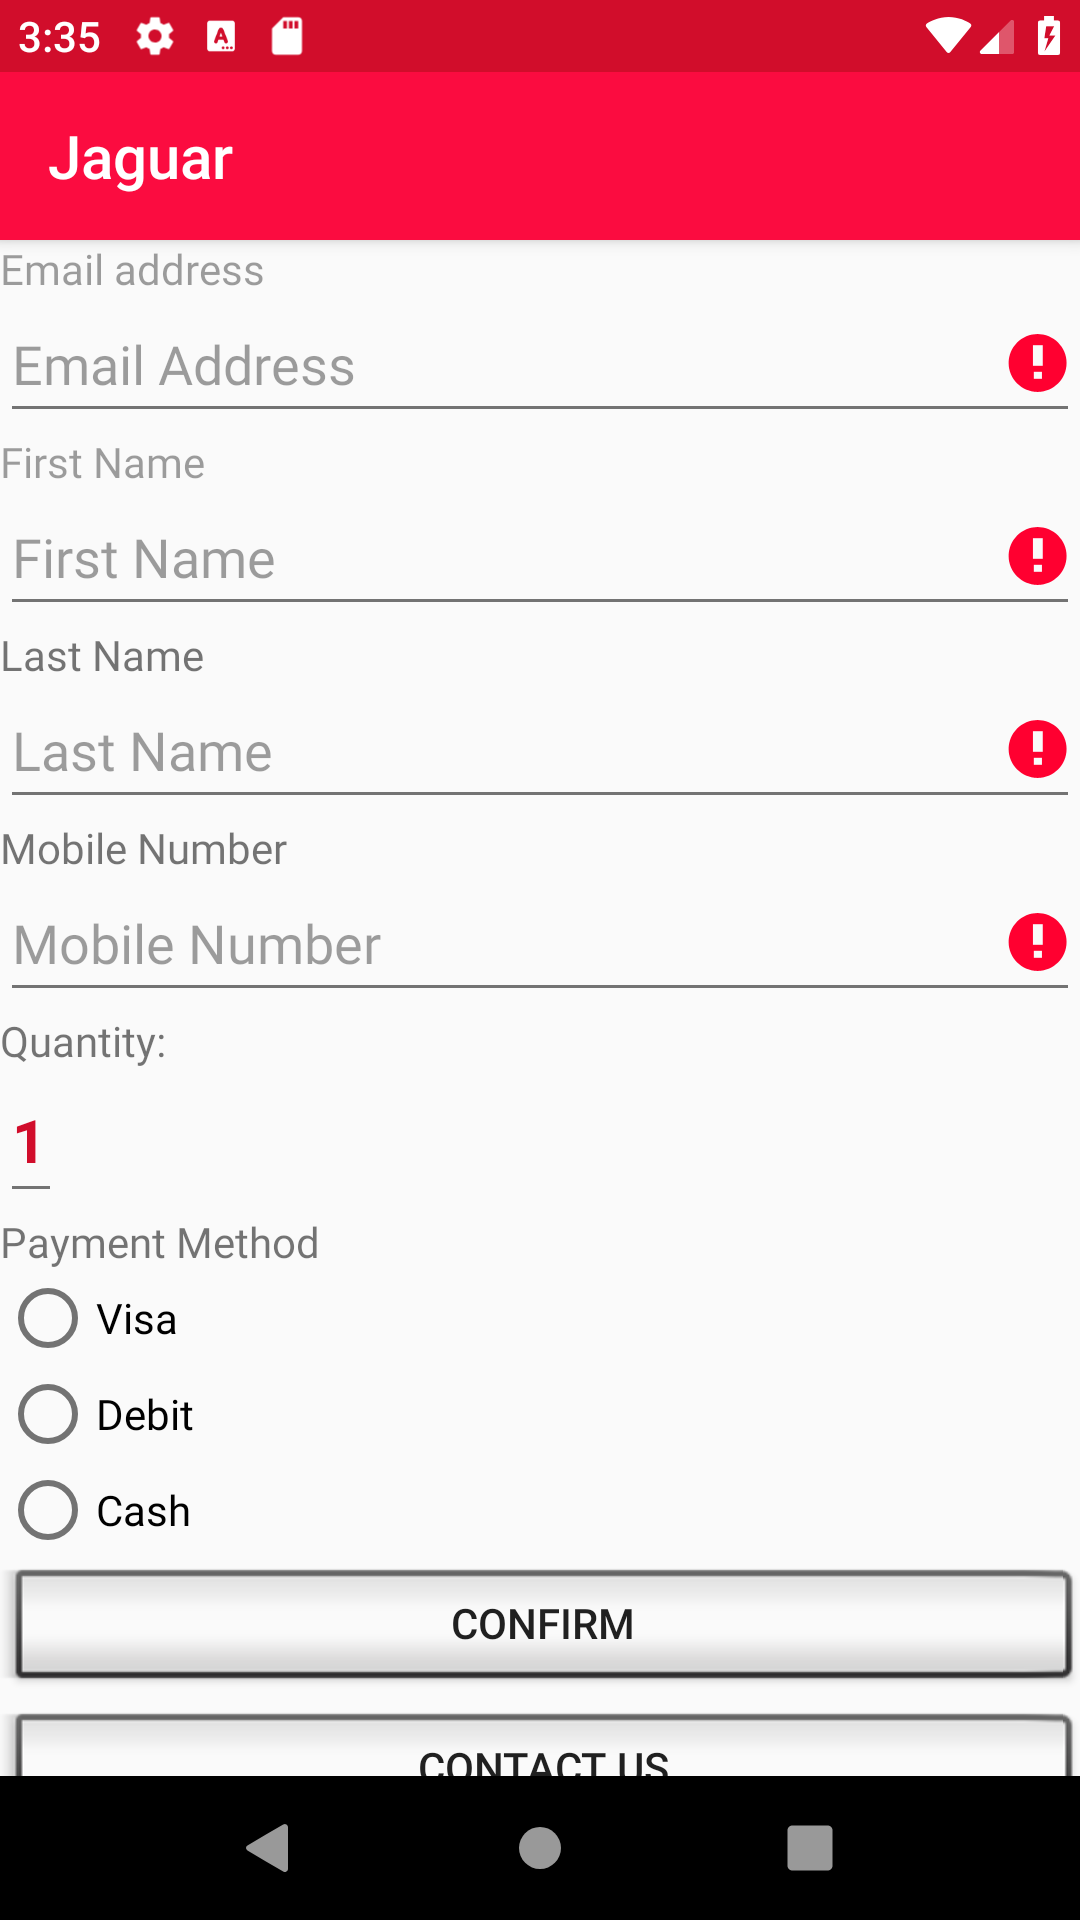 3:35
Jaguar
Email address
Email Address
First Name
First Name
Last Name
Last Name
Mobile Number
Mobile Number
Quantity:
1
Payment Method
Visa
Debit
Cash
CONFIRM
CONTACT US